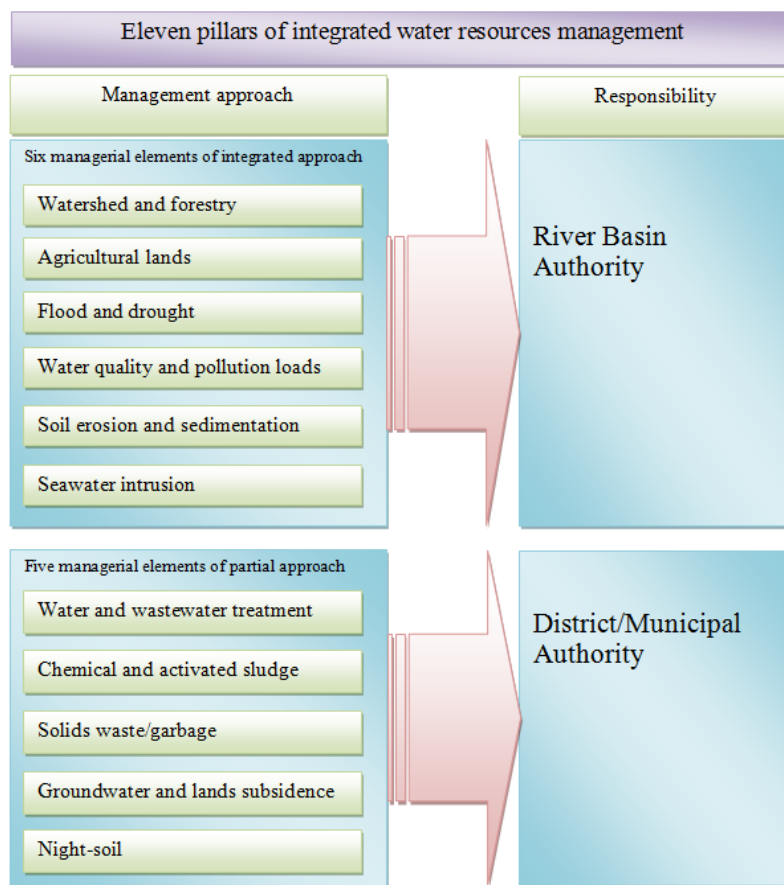 Eleven pillars of integrated water resources management
Management approach
Responsibility
Six managerial elements of integrated approach
Watershed and forestry
Agricultural lands
Flood and drought
Water quality and pollution loads
Soil erosion and sedimentation
Seawater intrusion
River Basin
Authority
Five managerial elements of partial approach
Water and wastewater treatment
Chemical and activated sludge
Solids waste/garbage
Groundwater and lands subsidence
Night-soil
District/Municipal
Authority